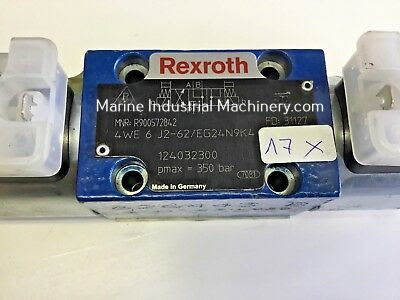 Rexroth
A B
Marine Industrial Machinery.com
MNR: R900572842 FD: 31127
4WE 6 J2-62/EG24N9K4
17 x
124032300
pmax = 350 bar 7081
Made in Germany